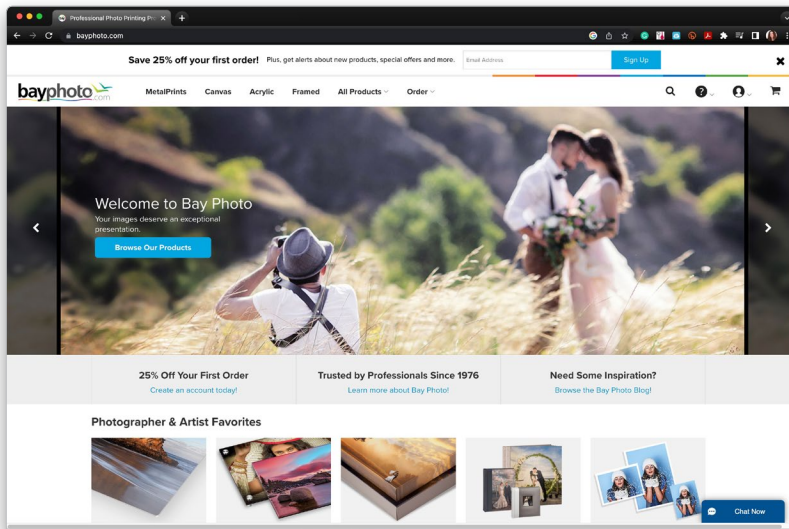 Professional Photo Printing Pro
bayphoto.com
Save 25% off your first order! Plus, get alerts about new products, special offers and more.
Email Address
Sign Up
bayphoto.com
MetalPrints
Canvas
Acrylic
Framed
All Products
Order
Welcome to Bay Photo
Your images deserve an exceptional
presentation.
Browse Our Products
25% Off Your First Order
Create an account today!
Trusted by Professionals Since 1976
Learn more about Bay Photo!
Need Some Inspiration?
Browse the Bay Photo Blog!
Photographer & Artist Favorites
Chat Now